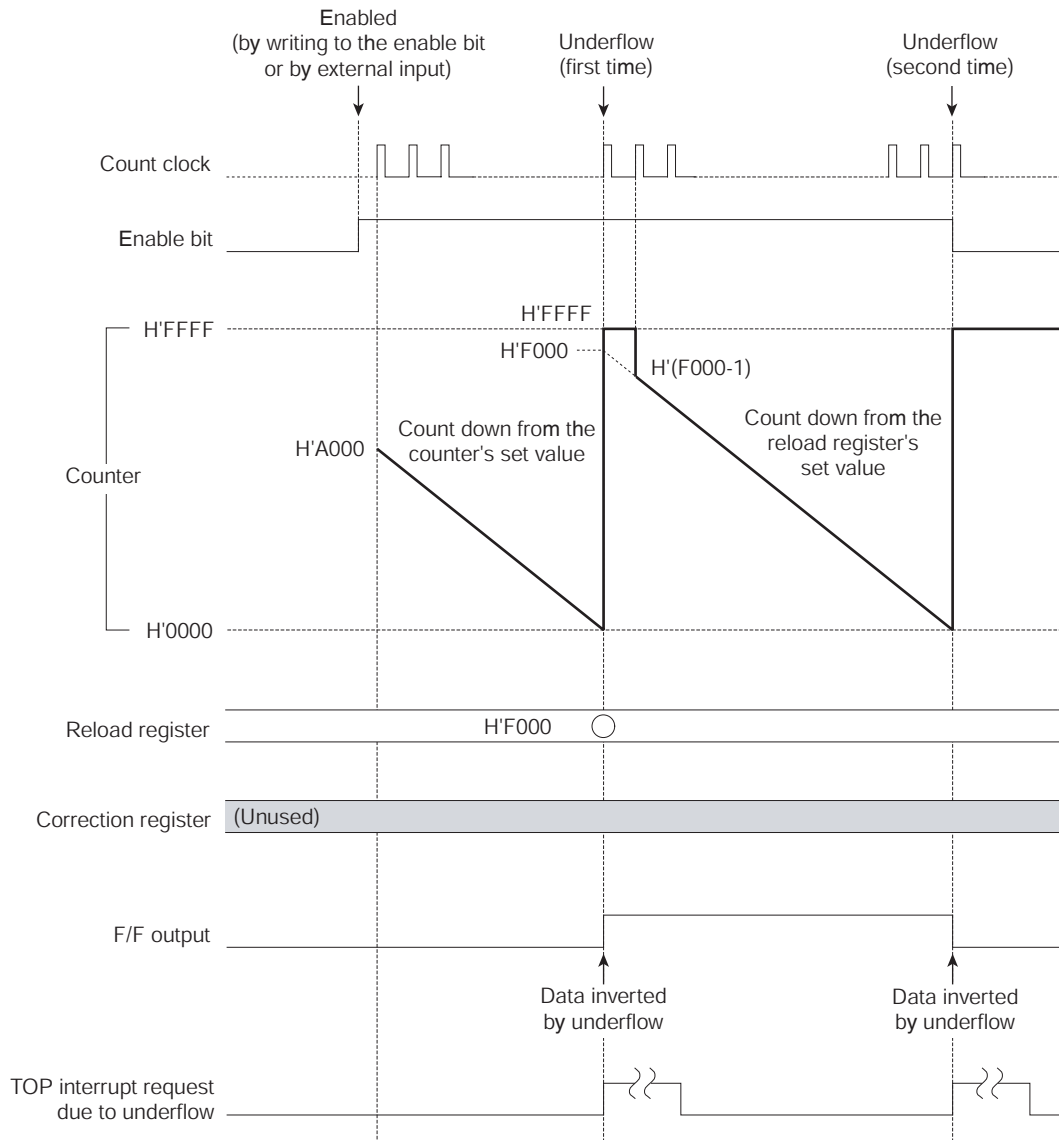 Enabled
(by writing to the enable bit
or by external input)
Underflow
(first time)
Underflow
(second time)
Count clock
Enable bit
H'FFFF
H'FFFF
H'F000
H'(F000-1)
Count down from the
counter's set value
Count down from the
reload register's
set value
H'A000
Counter
H'0000
Reload register
H'F000
Correction register
(Unused)
F/F output
Data inverted
by underflow
Data inverted
by underflow
TOP interrupt request
due to underflow